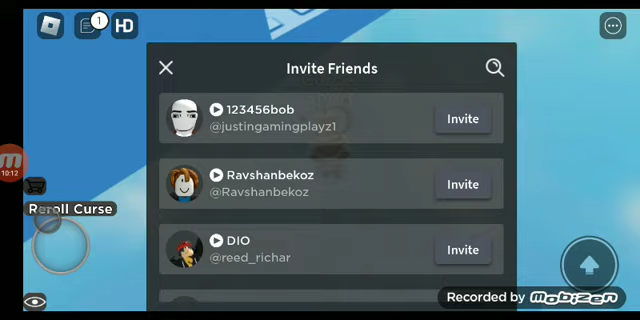 1
HD
Invite Friends
123456bob
@justingamingplayz1
Invite
Ravshanbekoz
@Ravshanbekoz
Invite
DIO
@reed_richar
Invite
10:12
Reroll Curse
Recorded by mobizen